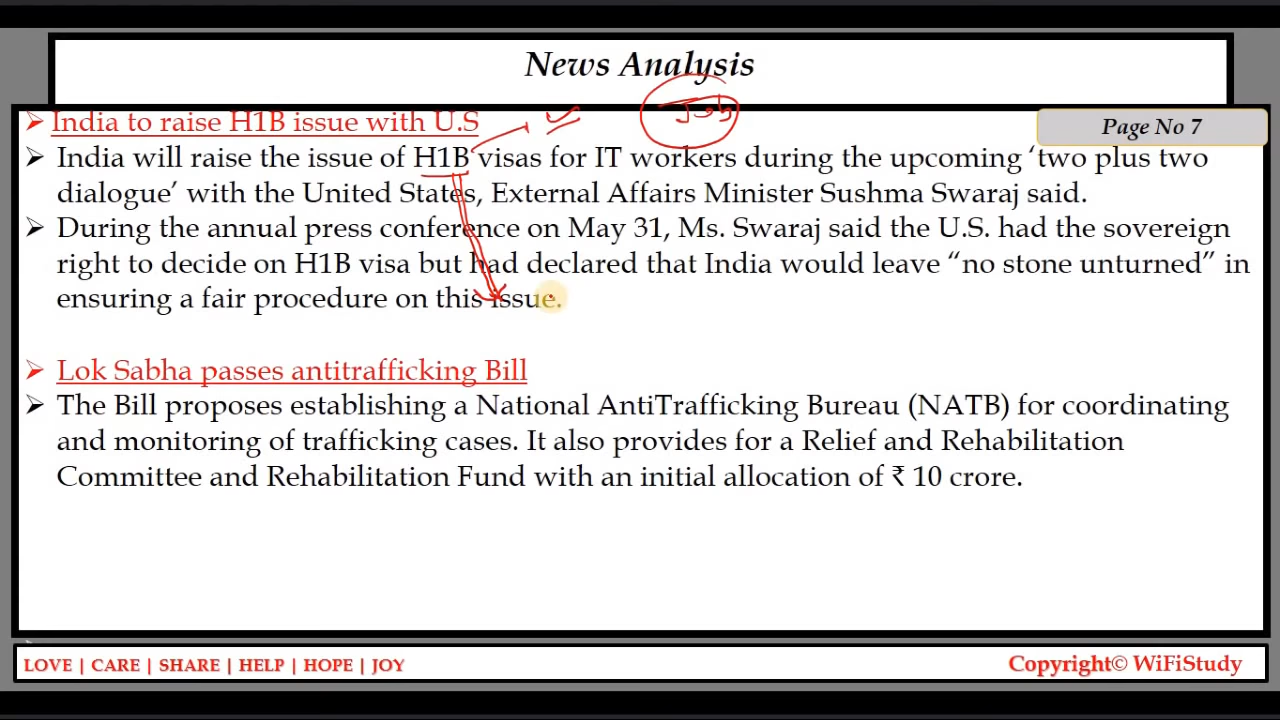 News Analysis
India to raise H1B issue with U.S
Job
Page No 7
India will raise the issue of H1B visas for IT workers during the upcoming ‘two plus two
dialogue’ with the United States, External Affairs Minister Sushma Swaraj said.
During the annual press conference on May 31, Ms. Swaraj said the U.S. had the sovereign
right to decide on H1B visa but had declared that India would leave “no stone unturned” in
ensuring a fair procedure on this issue.
Lok Sabha passes antitrafficking Bill
The Bill proposes establishing a National AntiTrafficking Bureau (NATB) for coordinating
and monitoring of trafficking cases. It also provides for a Relief and Rehabilitation
Committee and Rehabilitation Fund with an initial allocation of ₹ 10 crore.
LOVE | CARE | SHARE | HELP | HOPE | JOY
Copyright© WiFiStudy